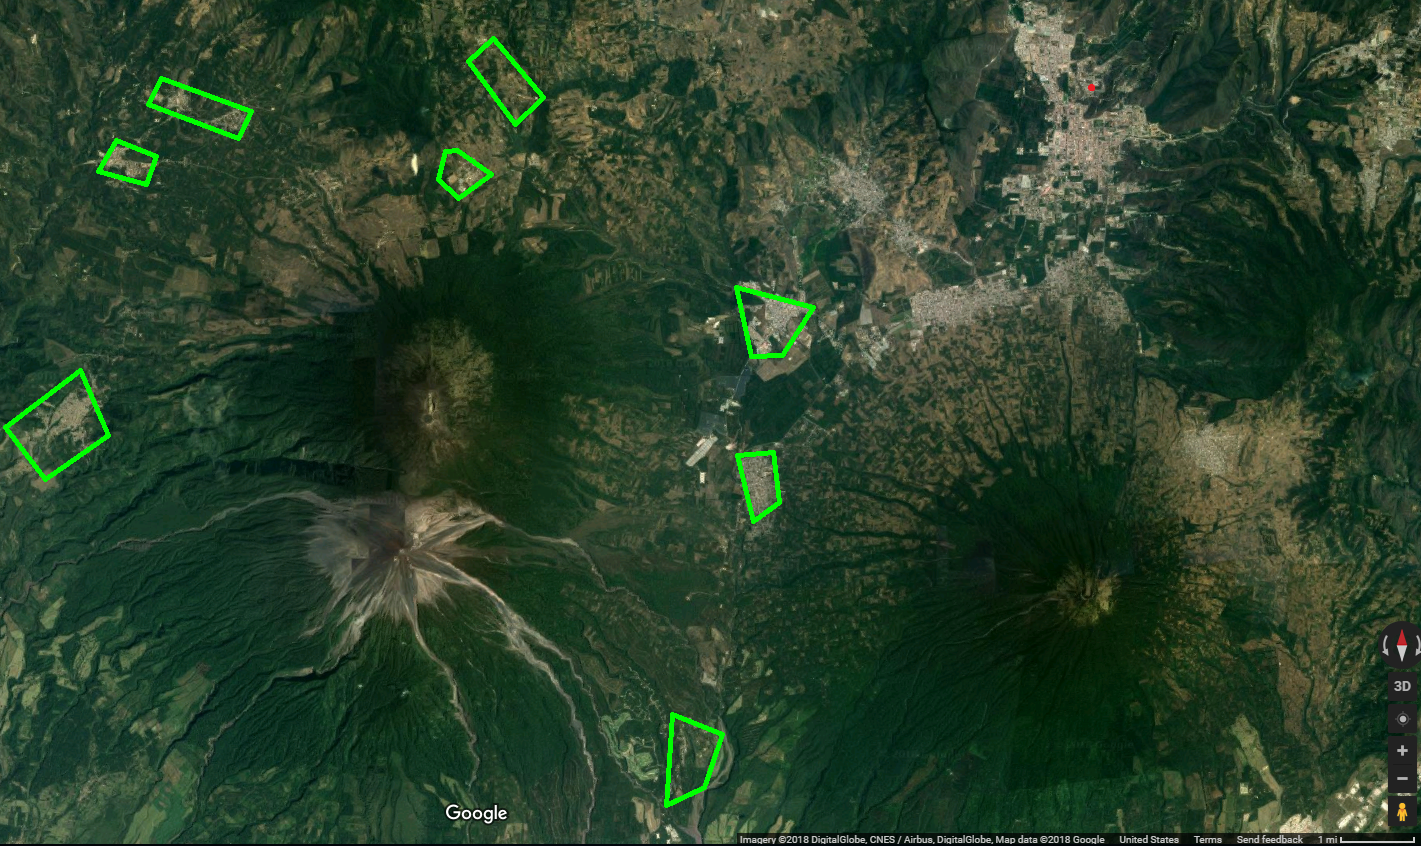 3D
Google
Imagery ©2018 DigitalGlobe, CNES / Airbus, DigitalGlobe, Map data ©2018 Google United States Terms Send feedback 1 mi